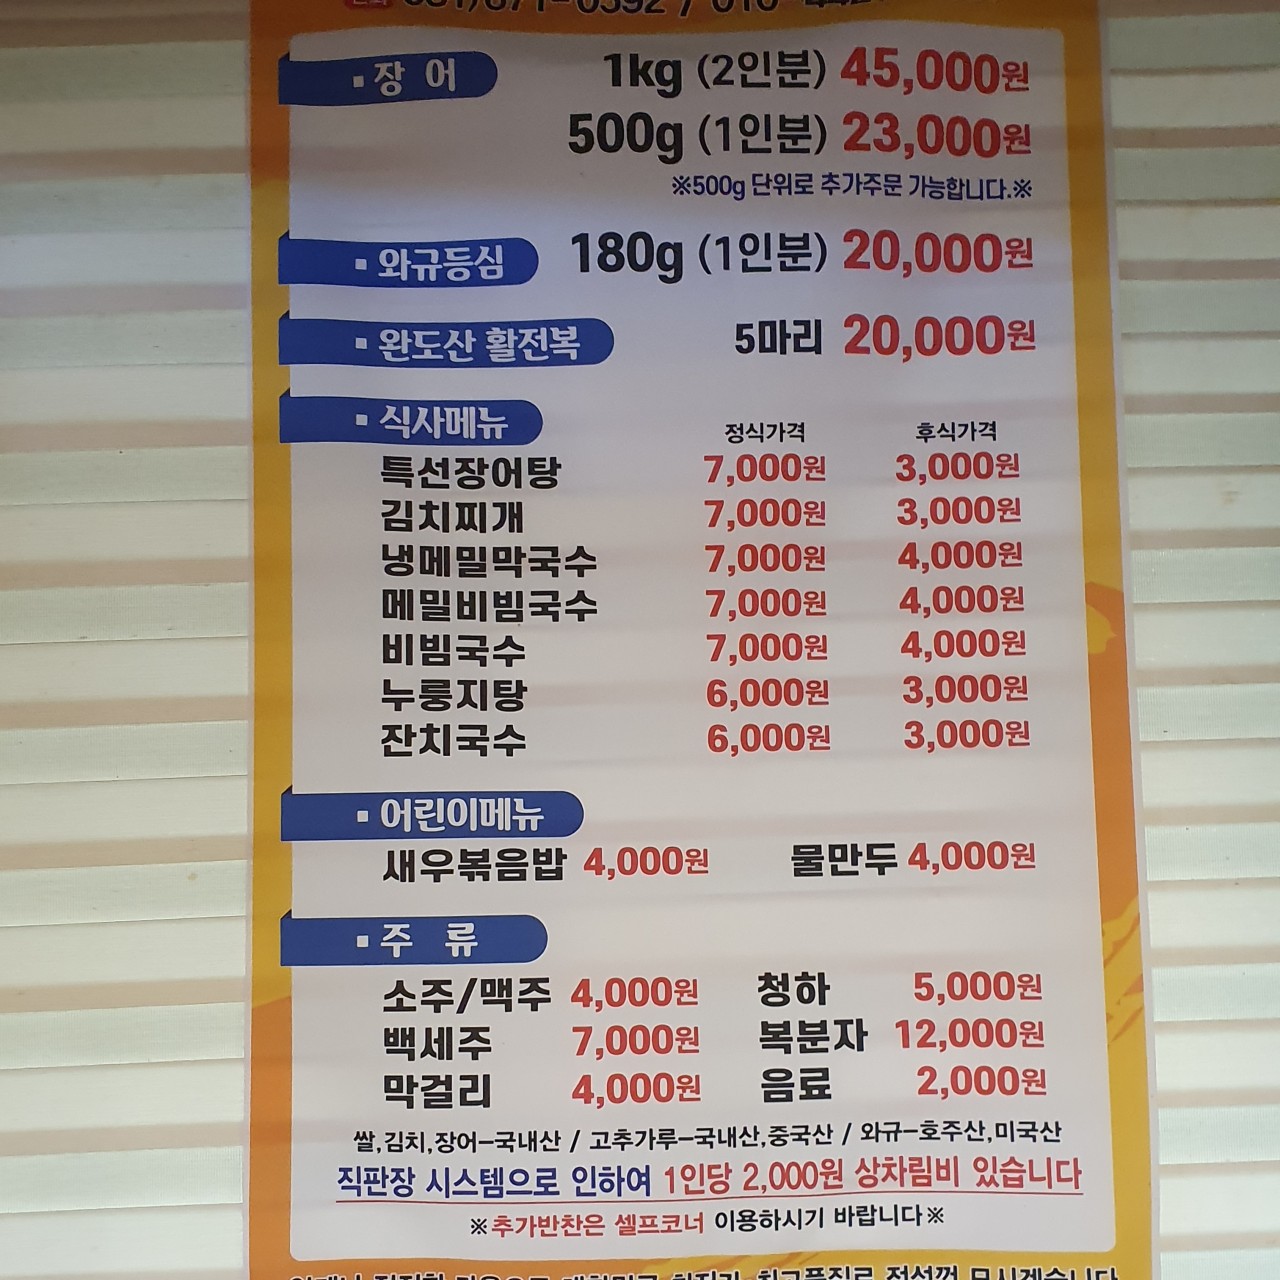 장 어 1kg (2인분) 45,000원
500g (1인분) 23,000원
※500g 단위로 추가주문 가능합니다.※
와규등심 180g (1인분) 20,000원
완도산 활전복 5마리 20,000원
식사메뉴 정식가격 후식가격
특선장어탕 7,000원 3,000원
김치찌개 7,000원 3,000원
냉메밀막국수 7,000원 4,000원
메밀비빔국수 7,000원 4,000원
비빔국수 7,000원 4,000원
누룽지탕 6,000원 3,000원
잔치국수 6,000원 3,000원
어린이메뉴
새우볶음밥 4,000원 물만두 4,000원
주 류
소주/맥주 4,000원 청하 5,000원
백세주 7,000원 복분자 12,000원
막걸리 4,000원 음료 2,000원
쌀,김치,장어-국내산 / 고추가루-국내산,중국산 / 와규-호주산,미국산
직판장 시스템으로 인하여 1인당 2,000원 상차림비 있습니다
※추가반찬은 셀프코너 이용하시기 바랍니다※